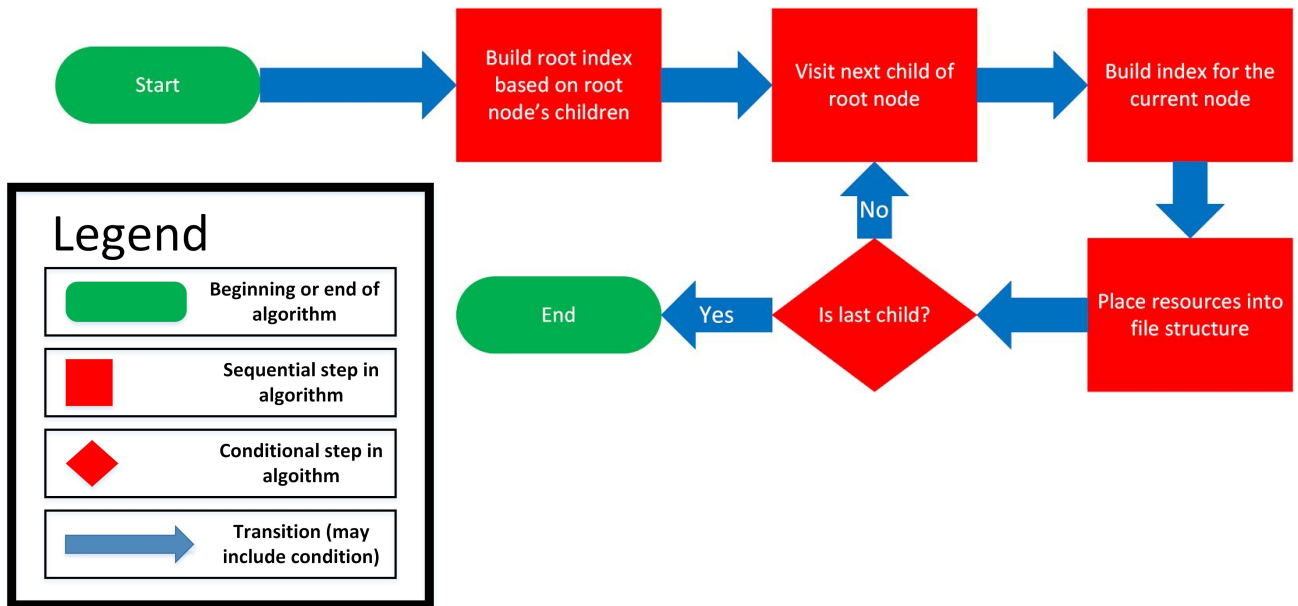 Start
Build root index
based on root
node's children
Visit next child of
root node
Build index for the
current node
No
Place resources into
file structure
Is last child?
Yes
End
Legend
Beginning or end of
algorithm
Sequential step in
algorithm
Conditional step in
algoithm
Transition (may
include condition)